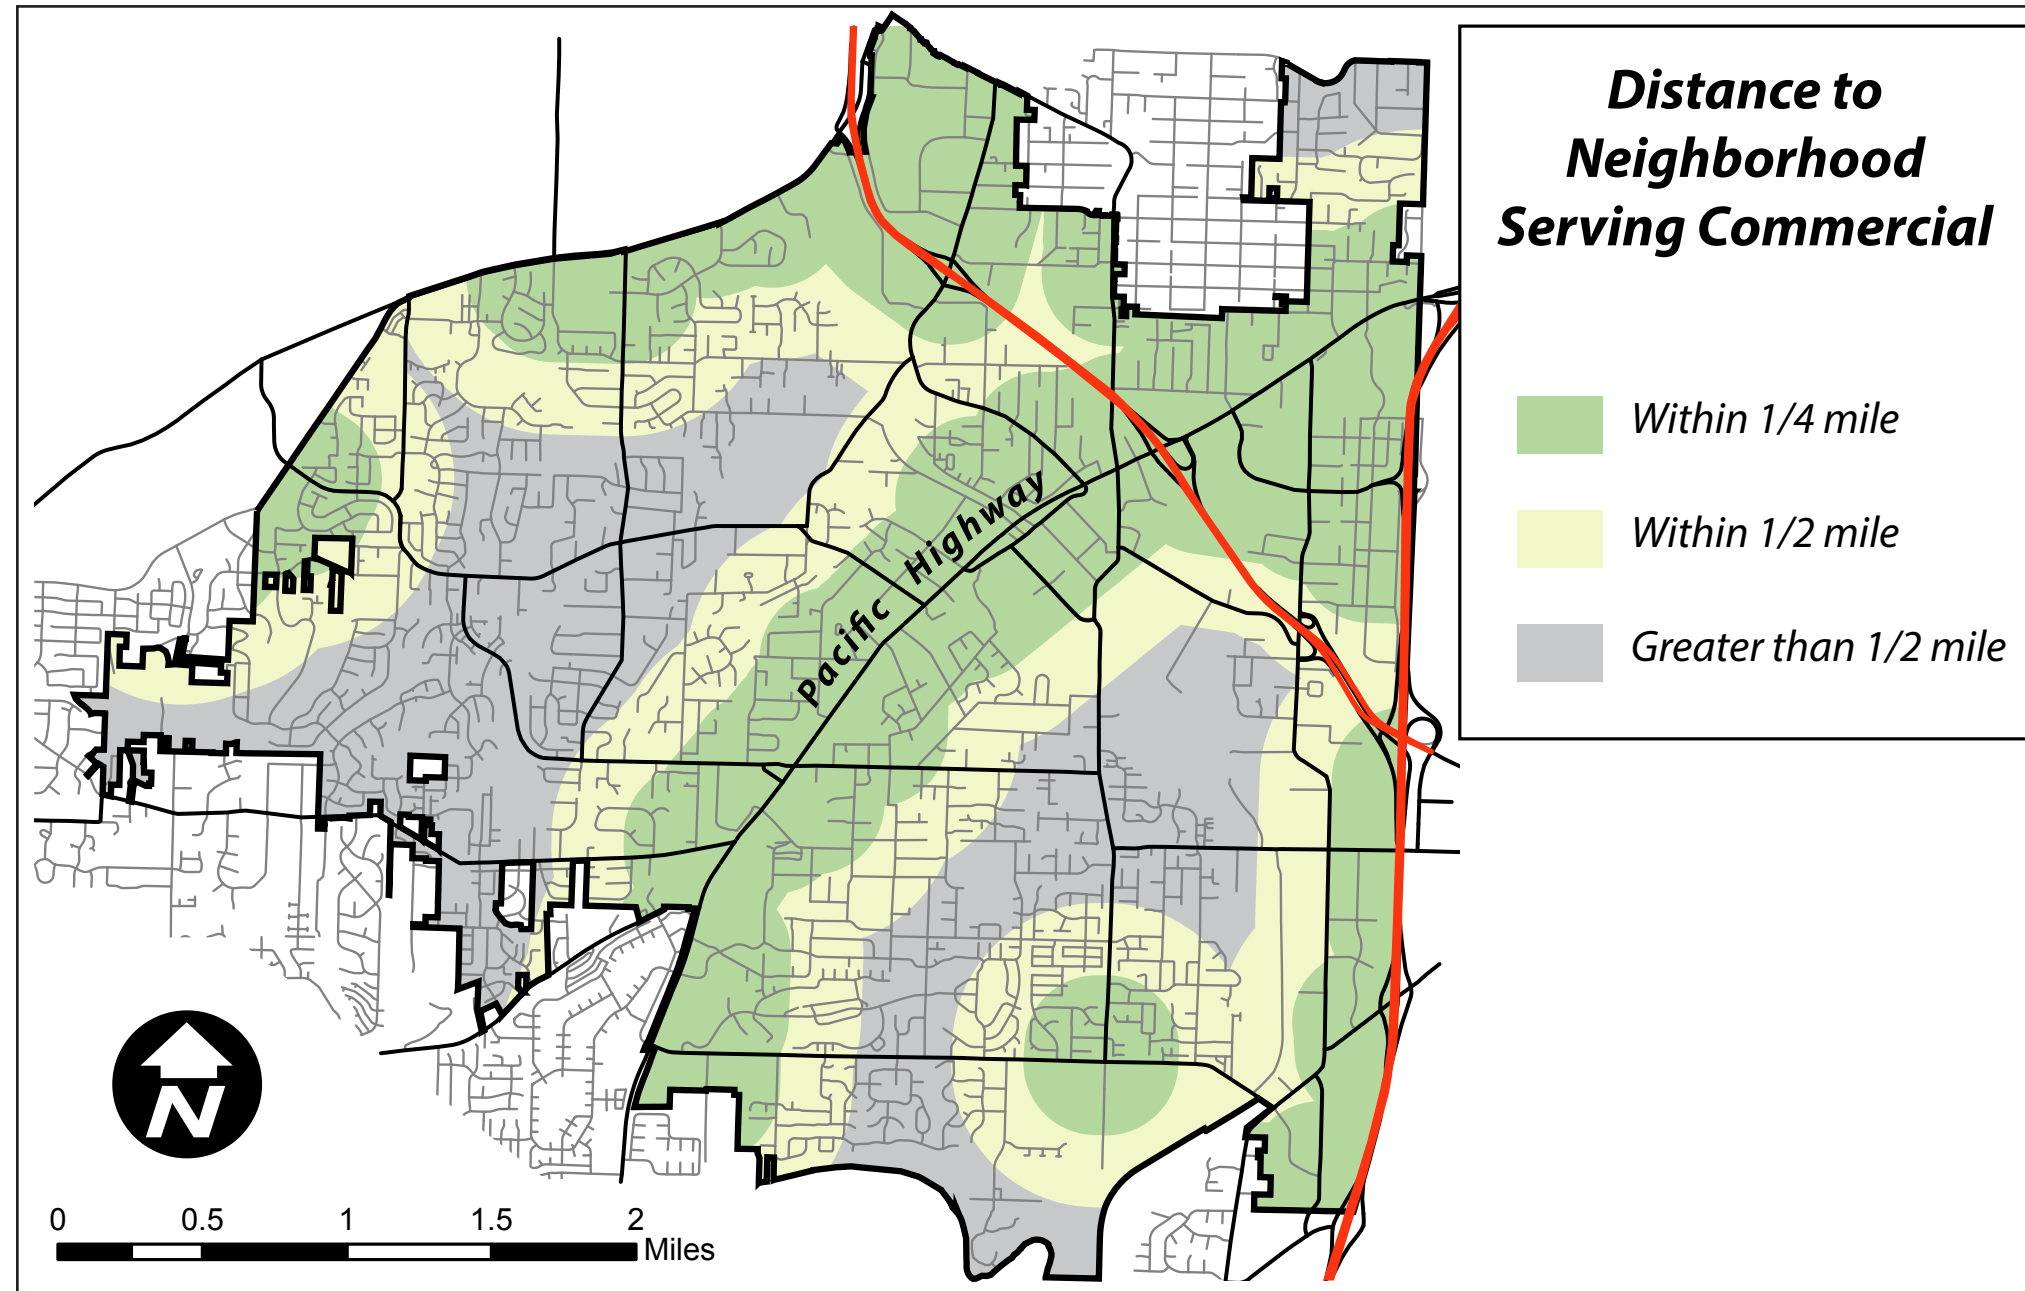 Distance to
Neighborhood
Serving Commercial
Within 1/4 mile
Within 1/2 mile
Greater than 1/2 mile
Pacific Highway
N
0 0.5 1 1.5 2
Miles